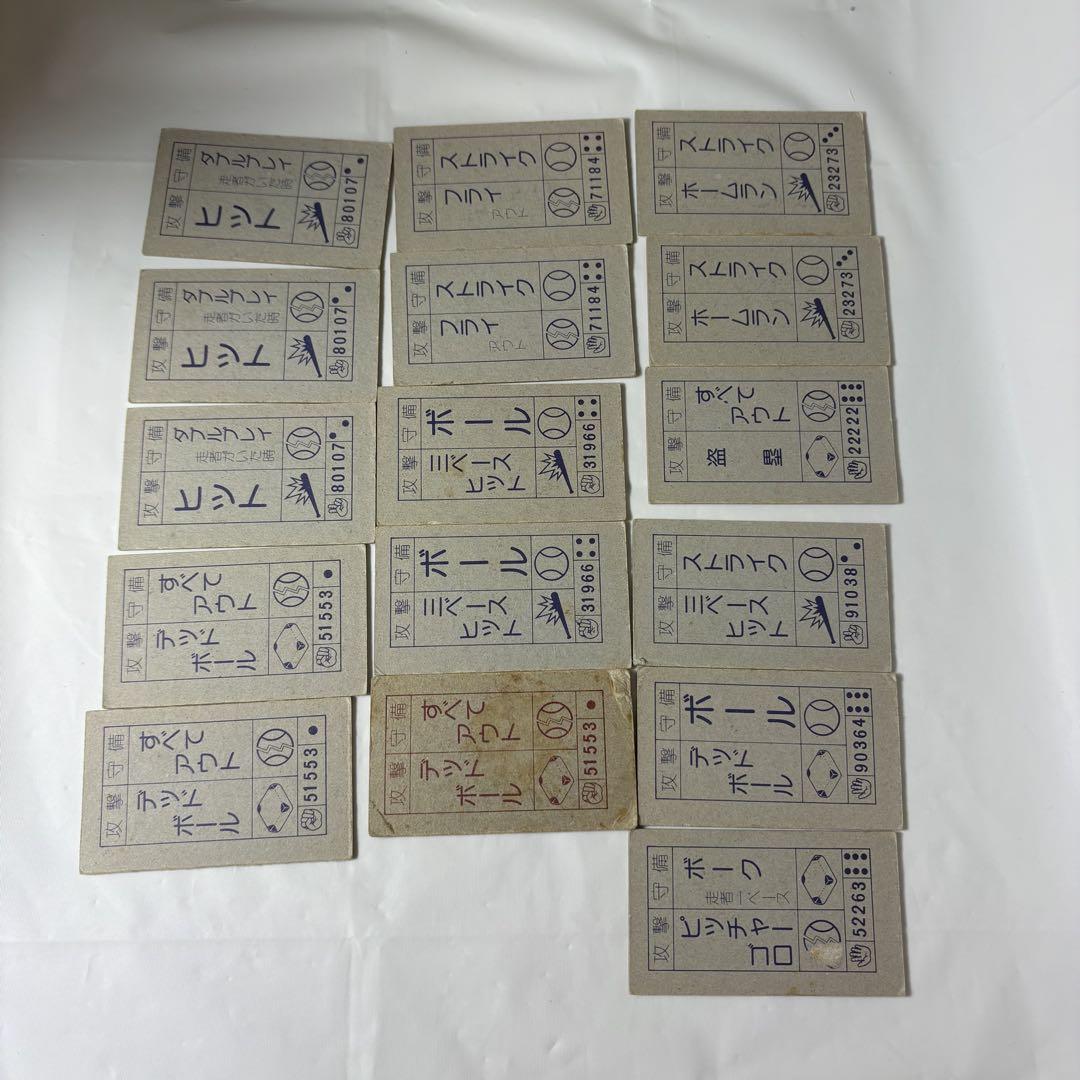 攻撃 守備
ヒット
ダブルプレイ
走者がいた時
80107
攻撃 守備
ヒット
ダブルプレイ
走者がいた時
80107
攻撃 守備
ヒット
ダブルプレイ
走者がいた時
80107
攻撃 守備
デッド
ボール
すべて
アウト
51553
攻撃 守備
デッド
ボール
すべて
アウト
51553
攻撃 守備
フライ
アウト
ストライク
71184
攻撃 守備
フライ
アウト
ストライク
71184
攻撃 守備
三ベース
ヒット
ボール
31966
攻撃 守備
三ベース
ヒット
ボール
31966
攻撃 守備
デッド
ボール
すべて
アウト
51553
攻撃 守備
ホームラン
ストライク
23273
攻撃 守備
ホームラン
ストライク
23273
攻撃 守備
盗塁
すべて
アウト
22222
攻撃 守備
三ベース
ヒット
ストライク
91038
攻撃 守備
デッド
ボール
ボール
90364
攻撃 守備
ピッチャー
ゴロ
ボーク
走者一ベース
52263